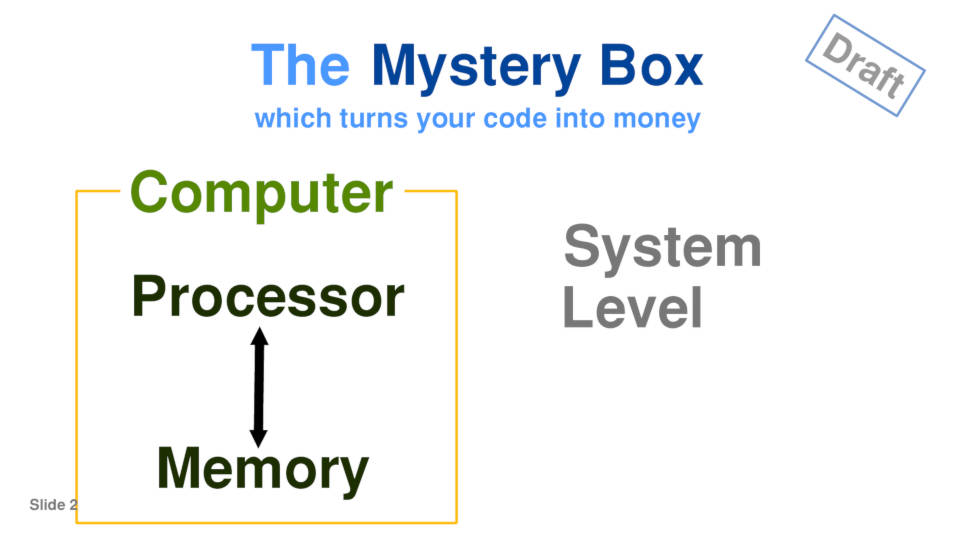 The Mystery Box
which turns your code into money
Draft
Computer
Processor
Memory
System
Level
Slide 2